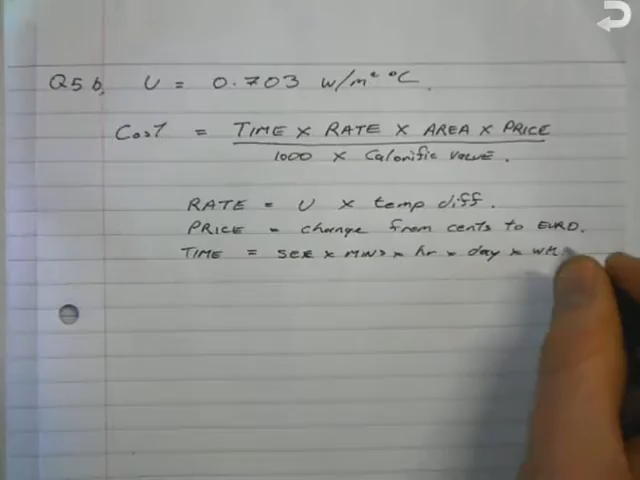 Q5 b, U = 0.703 W/m² °C.
Cost = TIME × RATE × AREA × PRICE
1000 × Calorific value.
RATE = U × temp diff.
PRICE = change from cents to EURO.
TIME = sec × MINS × hr × day × wk